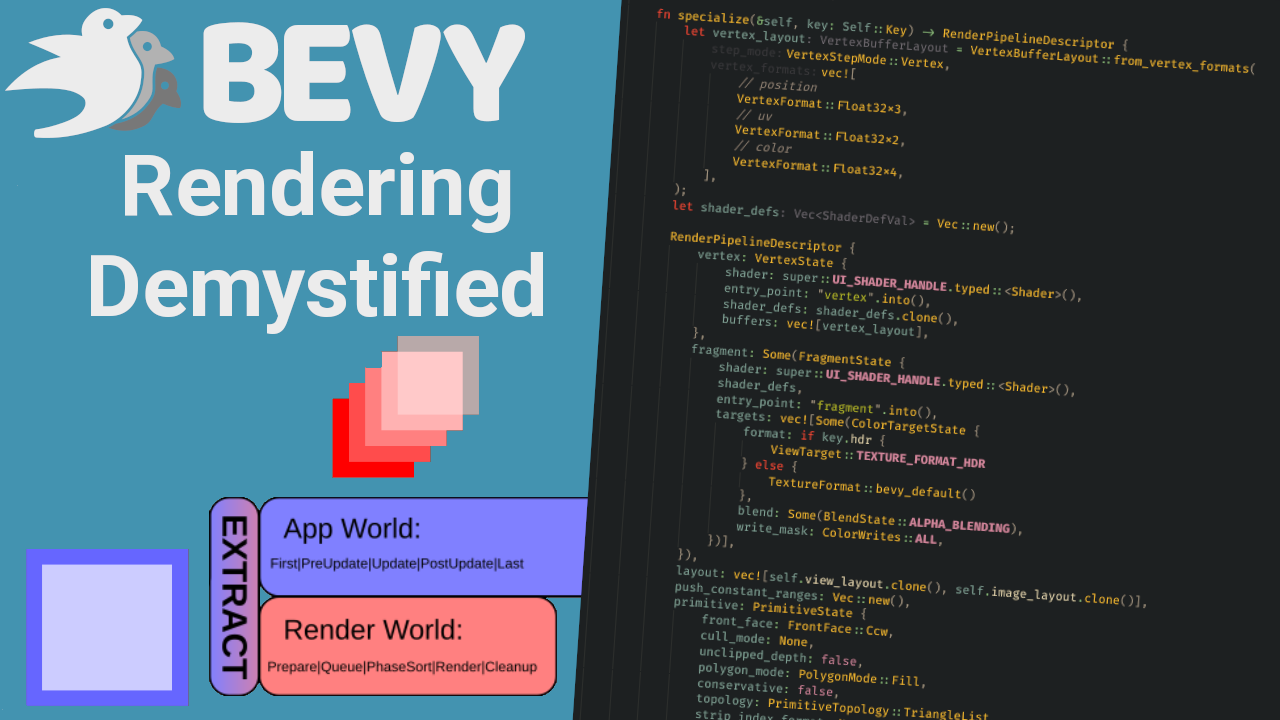 BEVY
Rendering
Demystified
EXTRACT
App World:
First|PreUpdate|Update|PostUpdate|Last
Render World:
Prepare|Queue|PhaseSort|Render|Cleanup
fn specialize(&self, key: Self::Key) -> RenderPipelineDescriptor {
let vertex_layout: VertexBufferLayout = VertexBufferLayout::from_vertex_formats(
step_mode: VertexStepMode::Vertex,
vertex_formats: vec![
// position
VertexFormat::Float32x3,
// uv
VertexFormat::Float32x2,
// color
VertexFormat::Float32x4,
],
);
let shader_defs: Vec<ShaderDefVal> = Vec::new();
RenderPipelineDescriptor {
vertex: VertexState {
shader: super::UI_SHADER_HANDLE.typed::<Shader>(),
entry_point: "vertex".into(),
shader_defs: shader_defs.clone(),
buffers: vec![vertex_layout],
},
fragment: Some(FragmentState {
shader: super::UI_SHADER_HANDLE.typed::<Shader>(),
shader_defs,
entry_point: "fragment".into(),
targets: vec![Some(ColorTargetState {
format: if key.hdr {
ViewTarget::TEXTURE_FORMAT_HDR
} else {
TextureFormat::bevy_default()
},
blend: Some(BlendState::ALPHA_BLENDING),
write_mask: ColorWrites::ALL,
})],
}),
layout: vec![self.view_layout.clone(), self.image_layout.clone()],
push_constant_ranges: Vec::new(),
primitive: PrimitiveState {
front_face: FrontFace::Ccw,
cull_mode: None,
unclipped_depth: false,
polygon_mode: PolygonMode::Fill,
conservative: false,
topology: PrimitiveTopology::TriangleList